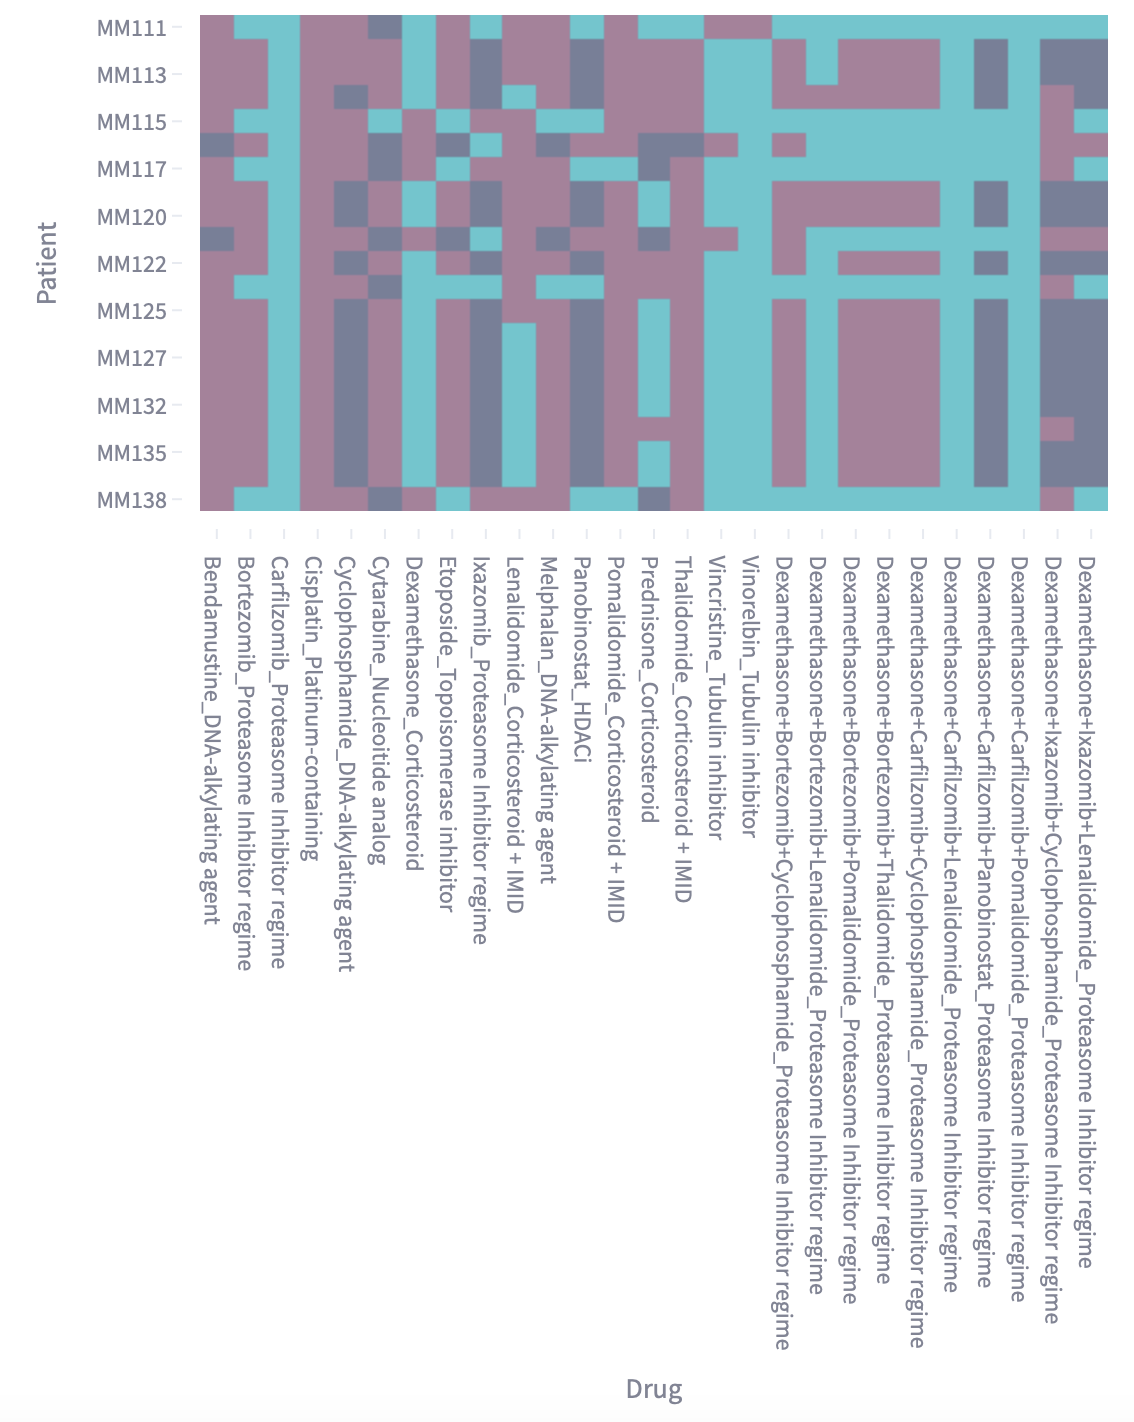 MM111
MM113
MM115
MM117
MM120
MM122
MM125
MM127
MM132
MM135
MM138
Patient
Bendamustine_DNA-alkylating agent
Bortezomib_Proteasome Inhibitor regime
Carfilzomib_Proteasome Inhibitor regime
Cisplatin_Platinum-containing
Cyclophosphamide_DNA-alkylating agent
Cytarabine_Nucleoitide analog
Dexamethasone_Corticosteroid
Etoposide_Topoisomerase inhibitor
Ixazomib_Proteasome Inhibitor regime
Lenalidomide_Corticosteroid + IMID
Melphalan_DNA-alkylating agent
Panobinostat_HDACi
Pomalidomide_Corticosteroid + IMID
Prednisone_Corticosteroid
Thalidomide_Corticosteroid + IMID
Vincristine_Tubulin inhibitor
Vinorelbin_Tubulin inhibitor
Dexamethasone+Bortezomib+Cyclophosphamide_Proteasome Inhibitor regime
Dexamethasone+Bortezomib+Lenalidomide_Proteasome Inhibitor regime
Dexamethasone+Bortezomib+Pomalidomide_Proteasome Inhibitor regime
Dexamethasone+Bortezomib+Thalidomide_Proteasome Inhibitor regime
Dexamethasone+Carfilzomib+Cyclophosphamide_Proteasome Inhibitor regime
Dexamethasone+Carfilzomib+Lenalidomide_Proteasome Inhibitor regime
Dexamethasone+Carfilzomib+Panobinostat_Proteasome Inhibitor regime
Dexamethasone+Carfilzomib+Pomalidomide_Proteasome Inhibitor regime
Dexamethasone+Ixazomib+Cyclophosphamide_Proteasome Inhibitor regime
Dexamethasone+Ixazomib+Lenalidomide_Proteasome Inhibitor regime
Drug